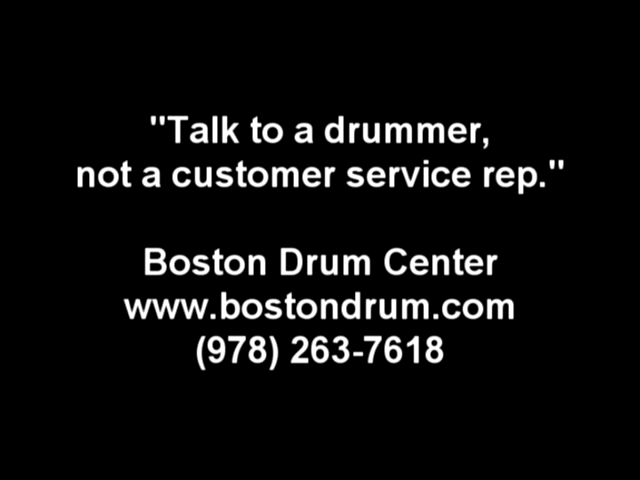 "Talk to a drummer,
not a customer service rep."
Boston Drum Center
www.bostondrum.com
(978) 263-7618